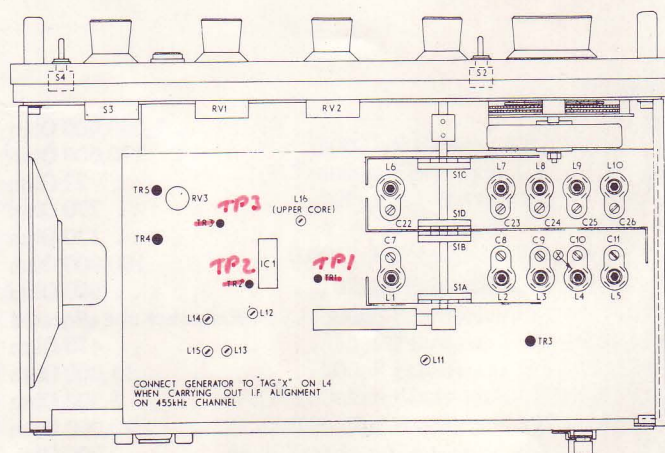 S4
S2
S3
RV1
RV2
L6
S1C
L7
L8
L9
L10
TR5
RV3
TP3
L16
(UPPER CORE)
TR3
C22
S1D
C23
C24
C25
C26
TR4
C7
S1B
C8
C9
C10
C11
TP2
IC1
TP1
X
TR2
TR1
L1
S1A
L2
L3
L4
L5
L14
L12
TR3
L15
L13
L11
CONNECT GENERATOR TO "TAG "X" ON L4
WHEN CARRYING OUT I.F. ALIGNMENT
ON 455kHz CHANNEL